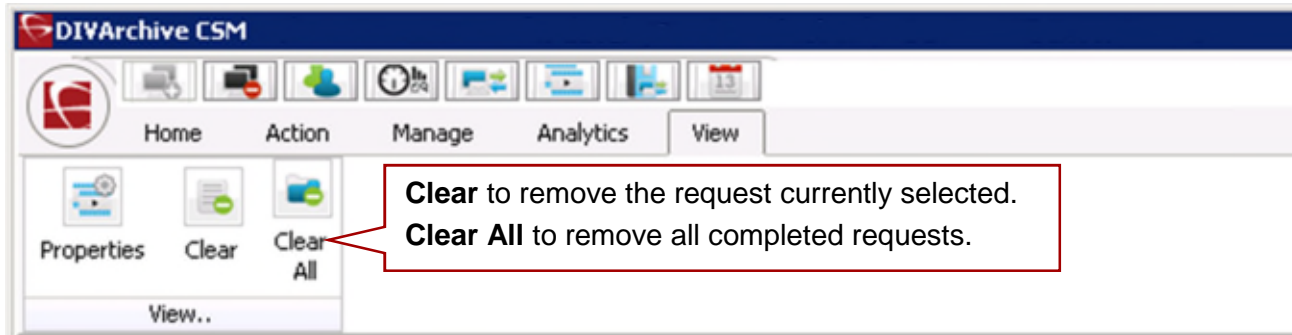 DIVArchive CSM
13
Home Action Manage Analytics View
Clear to remove the request currently selected.
Clear All to remove all completed requests.
Properties Clear Clear
All
View..